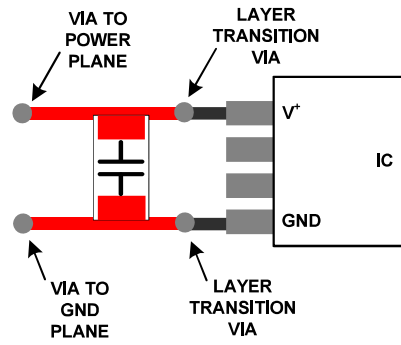 VIA TO
POWER
PLANE
LAYER
TRANSITION
VIA
V+
IC
GND
VIA TO
GND
PLANE
LAYER
TRANSITION
VIA